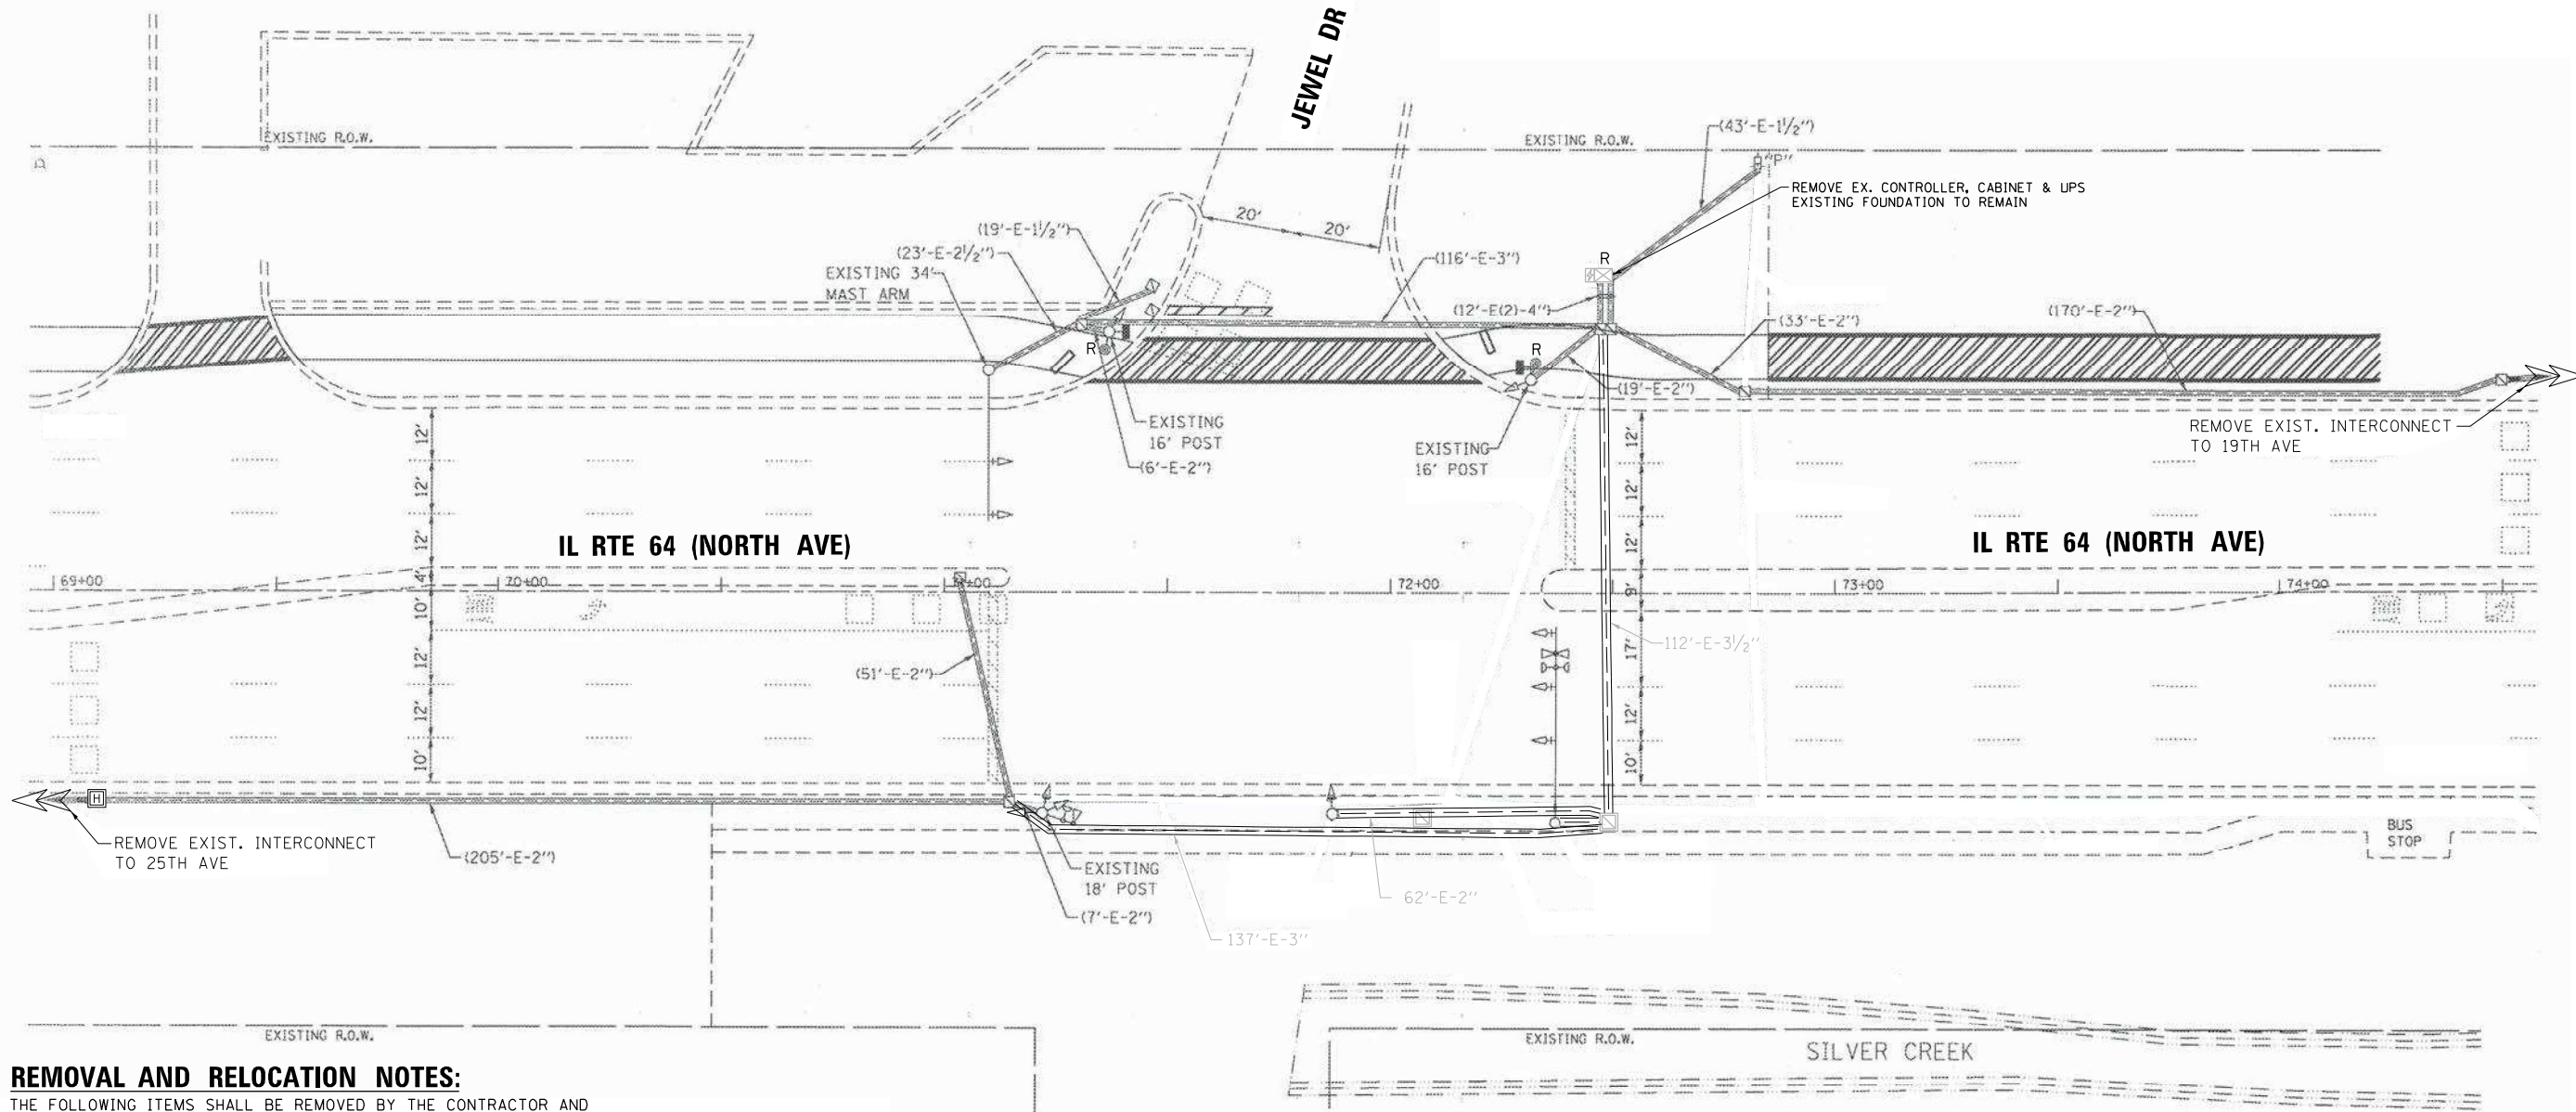 JEWEL DR
EXISTING R.O.W.
EXISTING R.O.W.
(43'-E-1½")
"P"
REMOVE EX. CONTROLLER, CABINET & UPS
EXISTING FOUNDATION TO REMAIN
20'
20'
(19'-E-1½")
(23'-E-2½")
EXISTING 34'
MAST ARM
(116'-E-3")
R
(12'-E(2)-4")
(33'-E-2")
(170'-E-2")
R
R
(19'-E-2")
EXISTING
16' POST
(6'-E-2")
EXISTING
16' POST
REMOVE EXIST. INTERCONNECT
TO 19TH AVE
12'
12'
12'
4'
10'
12'
12'
10'
12'
12'
12'
9'
17'
12'
10'
IL RTE 64 (NORTH AVE)
IL RTE 64 (NORTH AVE)
69+00
70+00
72+00
73+00
74+00
112'-E-3½"
(51'-E-2")
H
REMOVE EXIST. INTERCONNECT
TO 25TH AVE
(205'-E-2")
EXISTING
18' POST
(7'-E-2")
62'-E-2"
137'-E-3"
BUS
STOP
EXISTING R.O.W.
EXISTING R.O.W.
SILVER CREEK
REMOVAL AND RELOCATION NOTES:
THE FOLLOWING ITEMS SHALL BE REMOVED BY THE CONTRACTOR AND